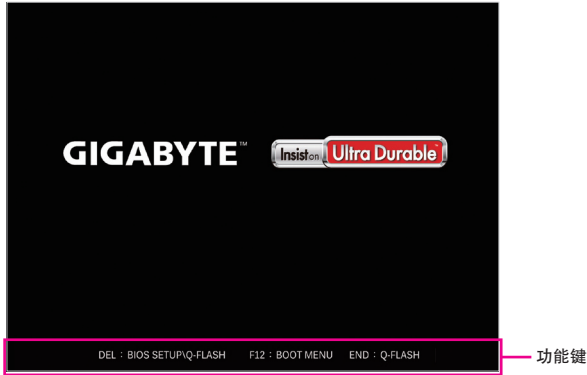 GIGABYTE™ Insist on Ultra Durable™
DEL : BIOS SETUP\Q-FLASH F12 : BOOT MENU END : Q-FLASH
功能键